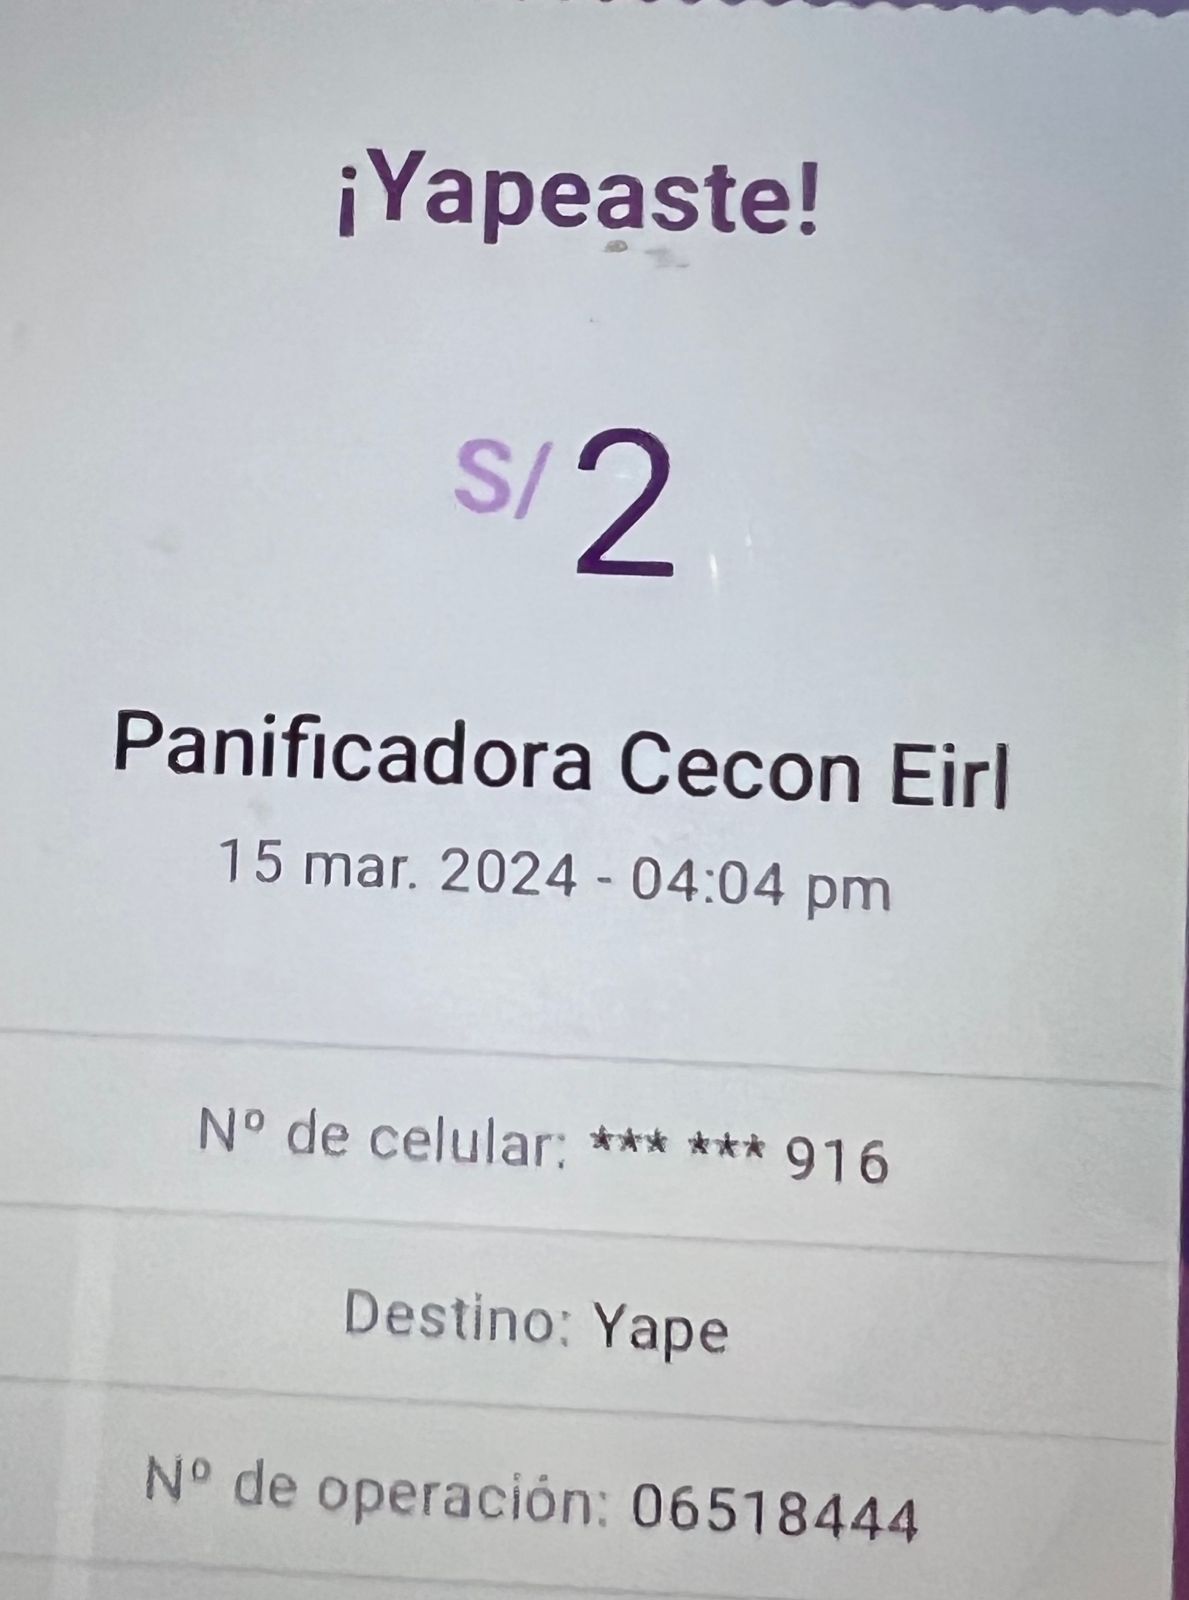 ¡Yapeaste!
S/ 2
Panificadora Cecon Eirl
15 mar. 2024 - 04:04 pm
Nº de celular: *** *** 916
Destino: Yape
Nº de operación: 06518444